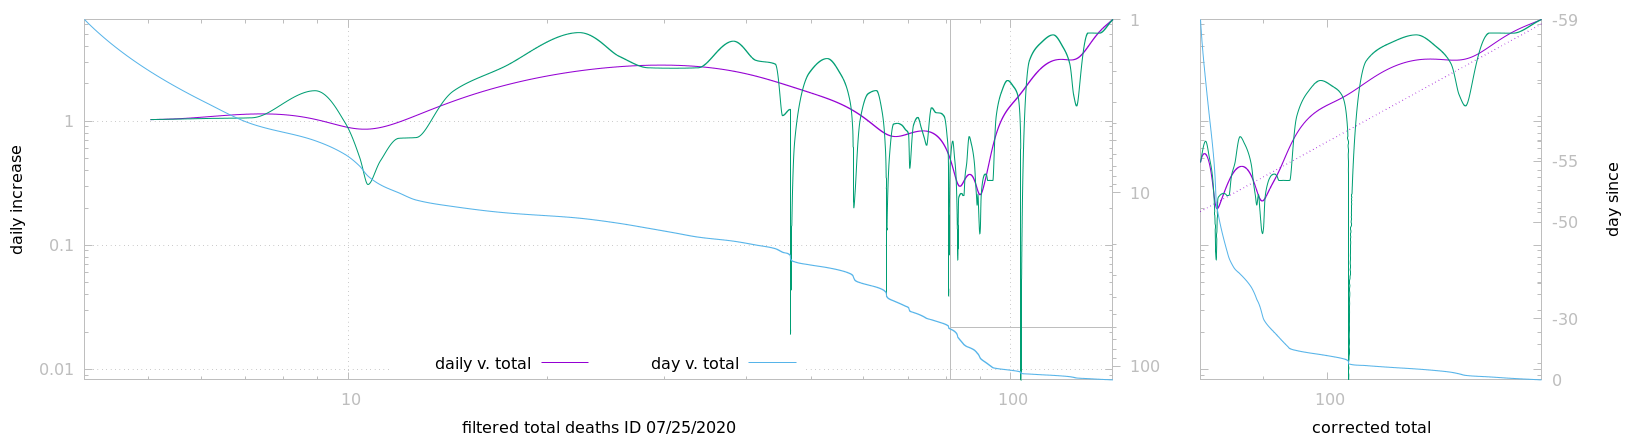 daily increase
1
0.1
0.01
10
100
1
10
100
daily v. total
day v. total
filtered total deaths ID 07/25/2020
-59
-55
-50
-30
0
day since
100
corrected total